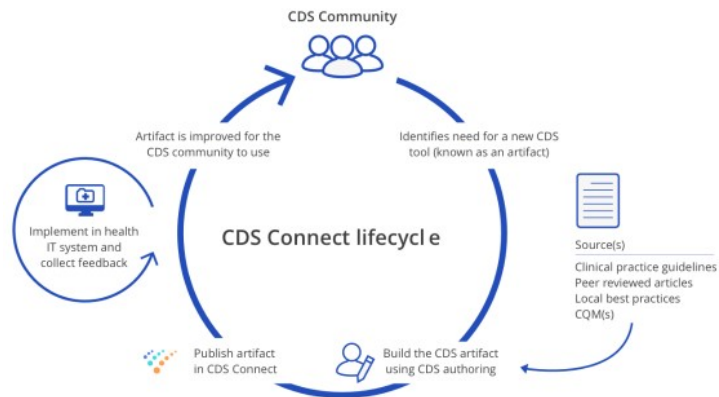 CDS Community
Identifies need for a new CDS
tool (known as an artifact)
Source(s)
Clinical practice guidelines
Peer reviewed articles
Local best practices
CQM(s)
Build the CDS artifact
using CDS authoring
Publish artifact
in CDS Connect
Implement in health
IT system and
collect feedback
Artifact is improved for the
CDS community to use
CDS Connect lifecycle